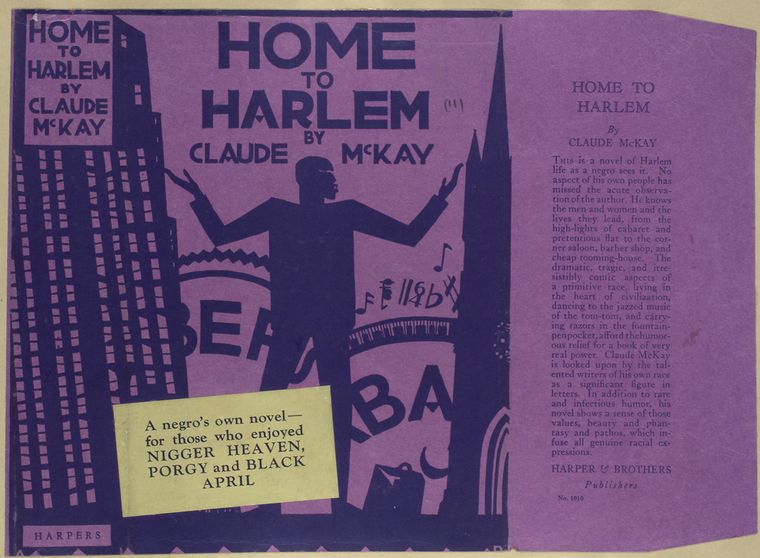 HOME
TO
HARLEM
BY
CLAUDE
McKAY
HARPERS
HOME
TO
HARLEM
BY
CLAUDE McKAY
(11)
BER
BA
A negro's own novel—
for those who enjoyed
NIGGER HEAVEN,
PORGY and BLACK
APRIL
HOME TO
HARLEM
By
CLAUDE McKAY
THIS is a novel of Harlem
life as a negro sees it. No
aspect of his own people has
missed the acute observa-
tion of the author. He knows
the men and women and the
lives they lead, from the
high-lights of cabaret and
pretentious flat to the cor-
ner saloon, barber shop, and
cheap rooming-house. The
dramatic, tragic, and irre-
sistibly comic aspects of
a primitive race, living in
the heart of civilization,
dancing to the jazzed music
of the tom-tom, and carry-
ing razors in the fountain-
pen pocket, afford the humor-
ous relief for a book of very
real power. Claude McKay
is looked upon by the tal-
ented writers of his own race
as a significant figure in
letters. In addition to rare
and infectious humor, his
novel shows a sense of those
values, beauty and phan-
tasy and pathos, which in-
fuse all genuine racial ex-
pressions.
HARPER & BROTHERS
Publishers
No. 1010